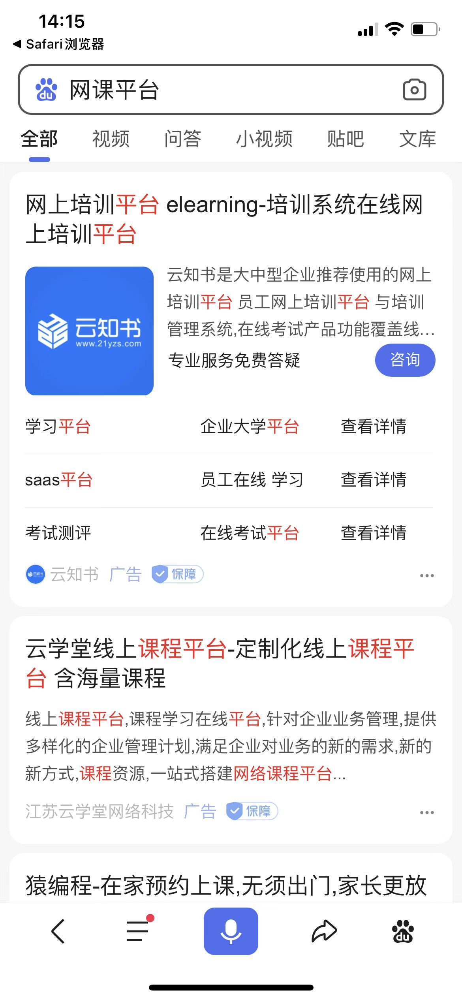 14:15
Safari浏览器
du 网课平台
全部 视频 问答 小视频 贴吧 文库
网上培训平台 elearning-培训系统在线网
上培训平台
云知书
www.21yzs.com
云知书是大中型企业推荐使用的网上
培训平台 员工网上培训平台 与培训
管理系统,在线考试产品功能覆盖线...
专业服务免费答疑 咨询
学习平台 企业大学平台 查看详情
saas平台 员工在线 学习 查看详情
考试测评 在线考试平台 查看详情
云知书 云知书 广告 保障
云学堂线上课程平台-定制化线上课程平
台 含海量课程
线上课程平台,课程学习在线平台,针对企业业务管理,提供
多样化的企业管理计划,满足企业对业务的新的需求,新的
新方式,课程资源,一站式搭建网络课程平台...
江苏云学堂网络科技 广告 保障
猿编程-在家预约上课,无须出门,家长更放
du